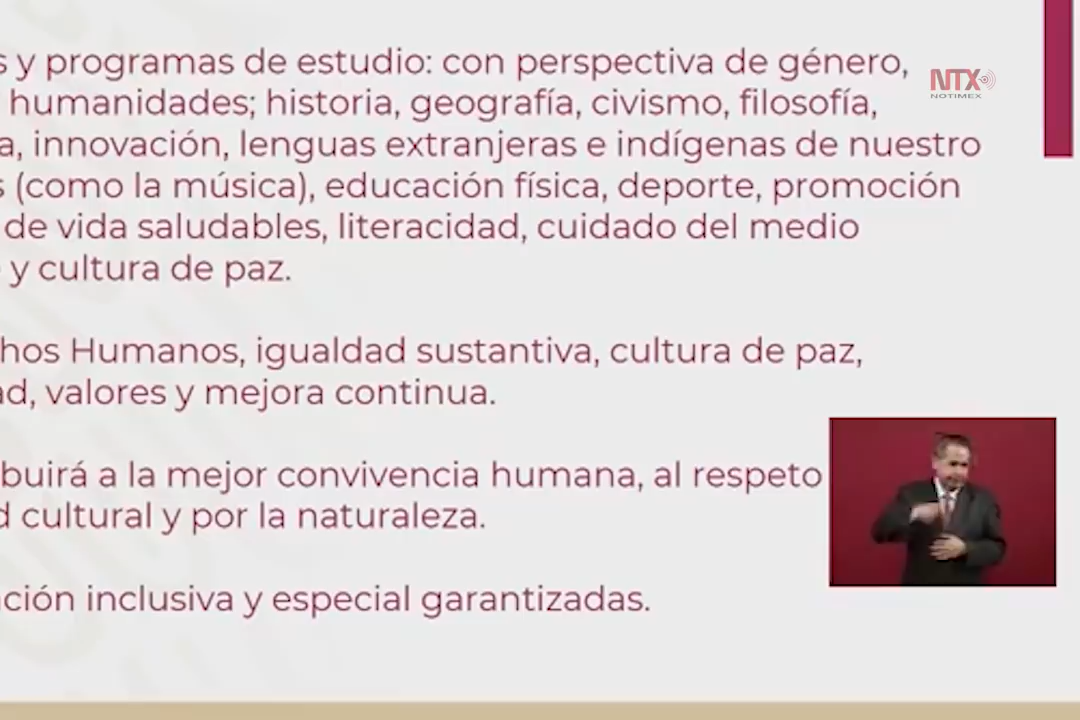 y programas de estudio: con perspectiva de género,
humanidades; historia, geografía, civismo, filosofía,
a, innovación, lenguas extranjeras e indígenas de nuestro
s (como la música), educación física, deporte, promoción
de vida saludables, literacidad, cuidado del medio
y cultura de paz.
hos Humanos, igualdad sustantiva, cultura de paz,
ad, valores y mejora continua.
buirá a la mejor convivencia humana, al respeto
d cultural y por la naturaleza.
ción inclusiva y especial garantizadas.
NTX
NOTIMEX